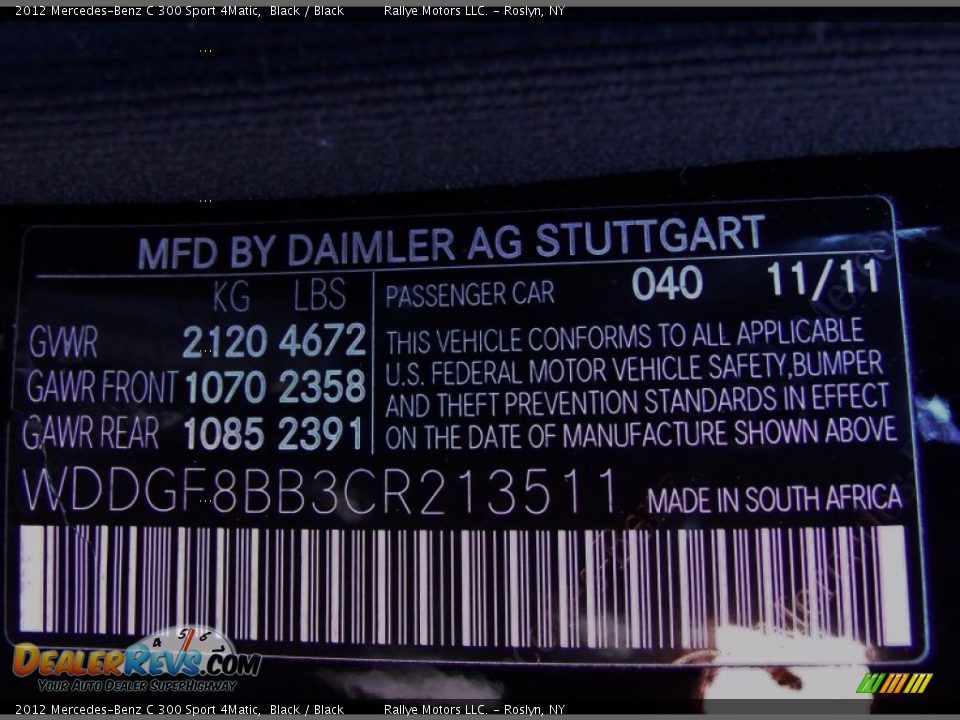 2012 Mercedes-Benz C 300 Sport 4Matic, Black / Black Rallye Motors LLC. - Roslyn, NY
MFD BY DAIMLER AG STUTTGART
KG LBS
GVWR 2120 4672
GAWR FRONT 1070 2358
GAWR REAR 1085 2391
PASSENGER CAR 040 11/11
THIS VEHICLE CONFORMS TO ALL APPLICABLE
U.S. FEDERAL MOTOR VEHICLE SAFETY,BUMPER
AND THEFT PREVENTION STANDARDS IN EFFECT
ON THE DATE OF MANUFACTURE SHOWN ABOVE
WDDGF8BB3CR213511 MADE IN SOUTH AFRICA
4 5 6
DEALERREVS.COM
YOUR AUTO DEALER SUPERHIGHWAY
2012 Mercedes-Benz C 300 Sport 4Matic, Black / Black Rallye Motors LLC. - Roslyn, NY